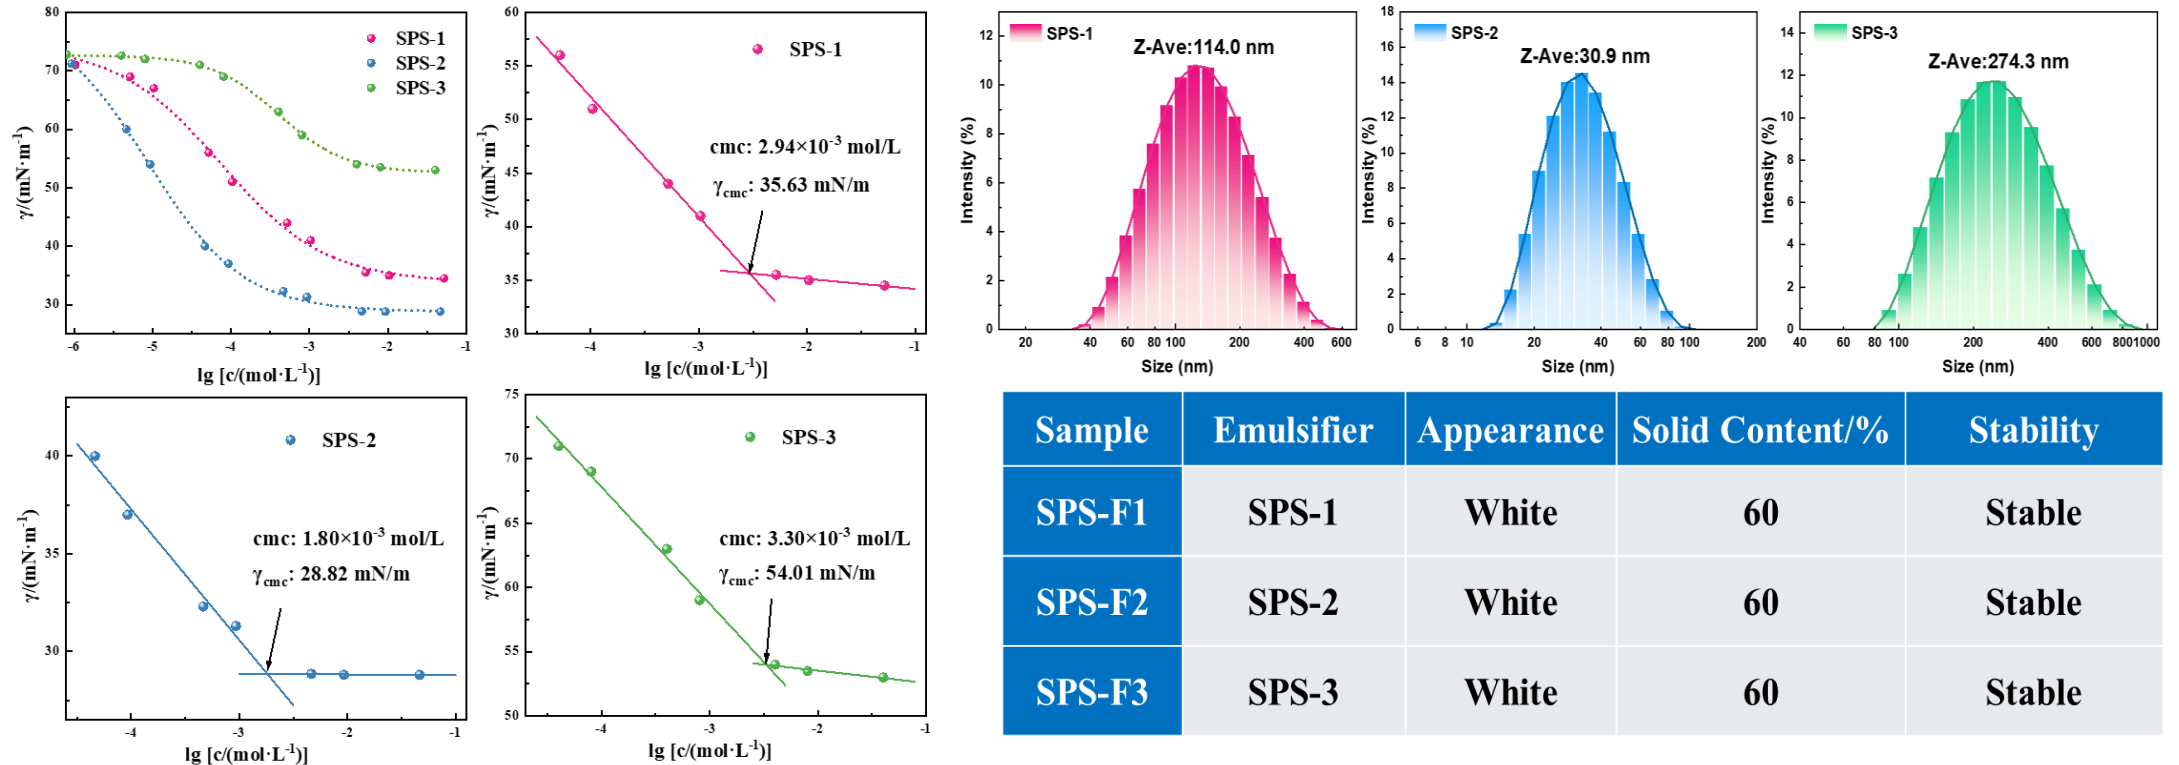 80
70
60
50
40
30
-6 -5 -4 -3 -2 -1
γ/(mN·m⁻¹)
lg [c/(mol·L⁻¹)]
SPS-1
SPS-2
SPS-3
60
55
50
45
40
35
30
-4 -3 -2 -1
γ/(mN·m⁻¹)
lg [c/(mol·L⁻¹)]
SPS-1
cmc: 2.94×10⁻³ mol/L
γcmc: 35.63 mN/m
12
10
8
6
4
2
0
20 40 60 80 100 200 400 600
Intensity (%)
Size (nm)
SPS-1
Z-Ave:114.0 nm
18
16
14
12
10
8
6
4
2
0
6 8 10 20 40 60 80 100 200
Intensity (%)
Size (nm)
SPS-2
Z-Ave:30.9 nm
14
12
10
8
6
4
2
0
40 60 80 100 200 400 600 800 1000
Intensity (%)
Size (nm)
SPS-3
Z-Ave:274.3 nm
40
35
30
-4 -3 -2 -1
γ/(mN·m⁻¹)
lg [c/(mol·L⁻¹)]
SPS-2
cmc: 1.80×10⁻³ mol/L
γcmc: 28.82 mN/m
75
70
65
60
55
50
-4 -3 -2 -1
γ/(mN·m⁻¹)
lg [c/(mol·L⁻¹)]
SPS-3
cmc: 3.30×10⁻³ mol/L
γcmc: 54.01 mN/m
Sample Emulsifier Appearance Solid Content/% Stability
SPS-F1 SPS-1 White 60 Stable
SPS-F2 SPS-2 White 60 Stable
SPS-F3 SPS-3 White 60 Stable